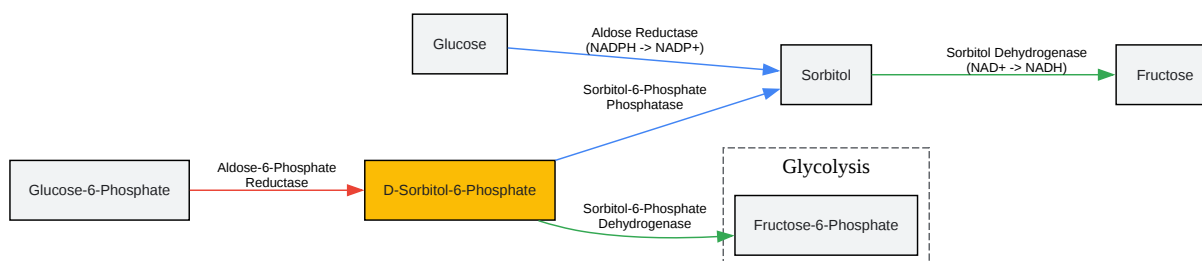 Glucose
Aldose Reductase
(NADPH -> NADP+)
Sorbitol
Sorbitol Dehydrogenase
(NAD+ -> NADH)
Fructose
Sorbitol-6-Phosphate
Phosphatase
Glucose-6-Phosphate
Aldose-6-Phosphate
Reductase
D-Sorbitol-6-Phosphate
Sorbitol-6-Phosphate
Dehydrogenase
Glycolysis
Fructose-6-Phosphate